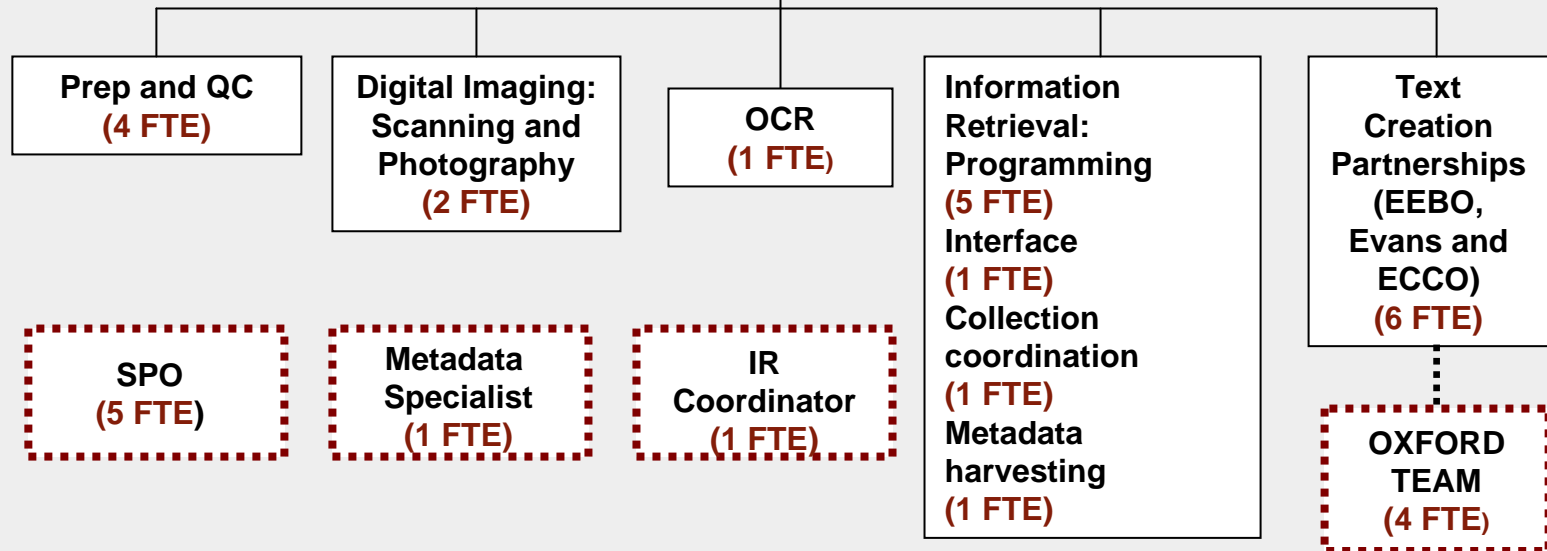 Prep and QC
(4 FTE)
Digital Imaging:
Scanning and
Photography
(2 FTE)
OCR
(1 FTE)
Information
Retrieval:
Programming
(5 FTE)
Interface
(1 FTE)
Collection
coordination
(1 FTE)
Metadata
harvesting
(1 FTE)
Text
Creation
Partnerships
(EEBO,
Evans and
ECCO)
(6 FTE)
SPO
(5 FTE)
Metadata
Specialist
(1 FTE)
IR
Coordinator
(1 FTE)
OXFORD
TEAM
(4 FTE)